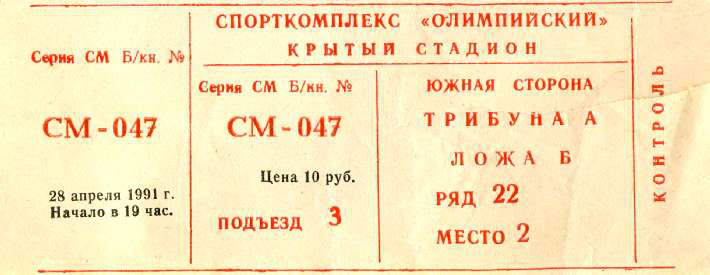 Серия СМ Б/кн. №
СМ-047
28 апреля 1991 г.
Начало в 19 час.
СПОРТКОМПЛЕКС «ОЛИМПИЙСКИЙ»
КРЫТЫЙ СТАДИОН
Серия СМ Б/кн. №
СМ-047
Цена 10 руб.
ПОДЪЕЗД 3
ЮЖНАЯ СТОРОНА
ТРИБУНА А
ЛОЖА Б
РЯД 22
МЕСТО 2
КОНТРОЛЬ